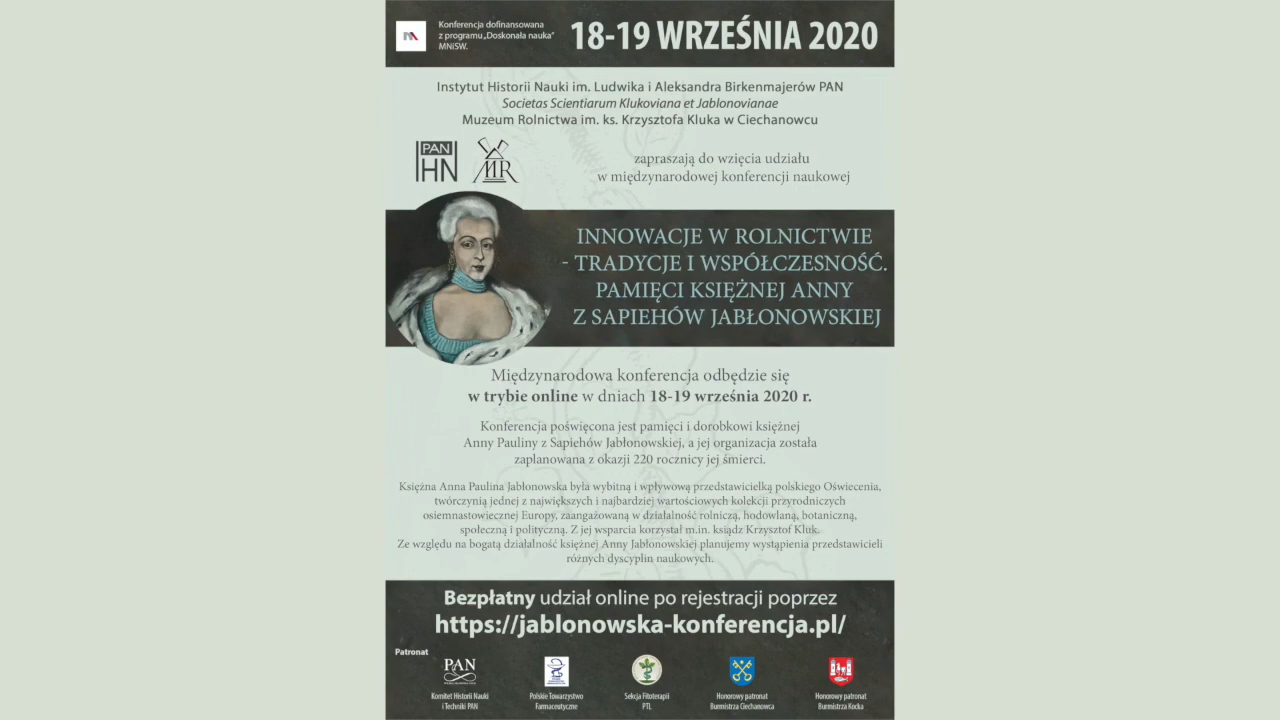 Konferencja dofinansowana
z programu „Doskonała nauka"
MNiSW.
18-19 WRZEŚNIA 2020
Instytut Historii Nauki im. Ludwika i Aleksandra Birkenmajerów PAN
Societas Scientiarum Klukoviana et Jablonovianae
Muzeum Rolnictwa im. ks. Krzysztofa Kluka w Ciechanowcu
PAN
IHN
MR
zapraszają do wzięcia udziału
w międzynarodowej konferencji naukowej
INNOWACJE W ROLNICTWIE
- TRADYCJE I WSPÓŁCZESNOŚĆ.
PAMIĘCI KSIĘŻNEJ ANNY
Z SAPIEHÓW JABŁONOWSKIEJ
Międzynarodowa konferencja odbędzie się
w trybie online w dniach 18-19 września 2020 r.
Konferencja poświęcona jest pamięci i dorobkowi księżnej
Anny Pauliny z Sapiehów Jabłonowskiej, a jej organizacja została
zaplanowana z okazji 220 rocznicy jej śmierci.
Księżna Anna Paulina Jabłonowska była wybitną i wpływową przedstawicielką polskiego Oświecenia,
twórczynią jednej z największych i najbardziej wartościowych kolekcji przyrodniczych
osiemnastowiecznej Europy, zaangażowaną w działalność rolniczą, hodowlaną, botaniczną,
społeczną i polityczną. Z jej wsparcia korzystał m.in. ksiądz Krzysztof Kluk.
Ze względu na bogatą działalność księżnej Anny Jabłonowskiej planujemy wystąpienia przedstawicieli
różnych dyscyplin naukowych.
Bezpłatny udział online po rejestracji poprzez
https://jablonowska-konferencja.pl/
Patronat
PAN
Komitet Historii Nauki
i Techniki PAN
Polskie Towarzystwo
Farmaceutyczne
Sekcja Fitoterapii
PTL
Honorowy patronat
Burmistrza Ciechanowca
Honorowy patronat
Burmistrza Kocka